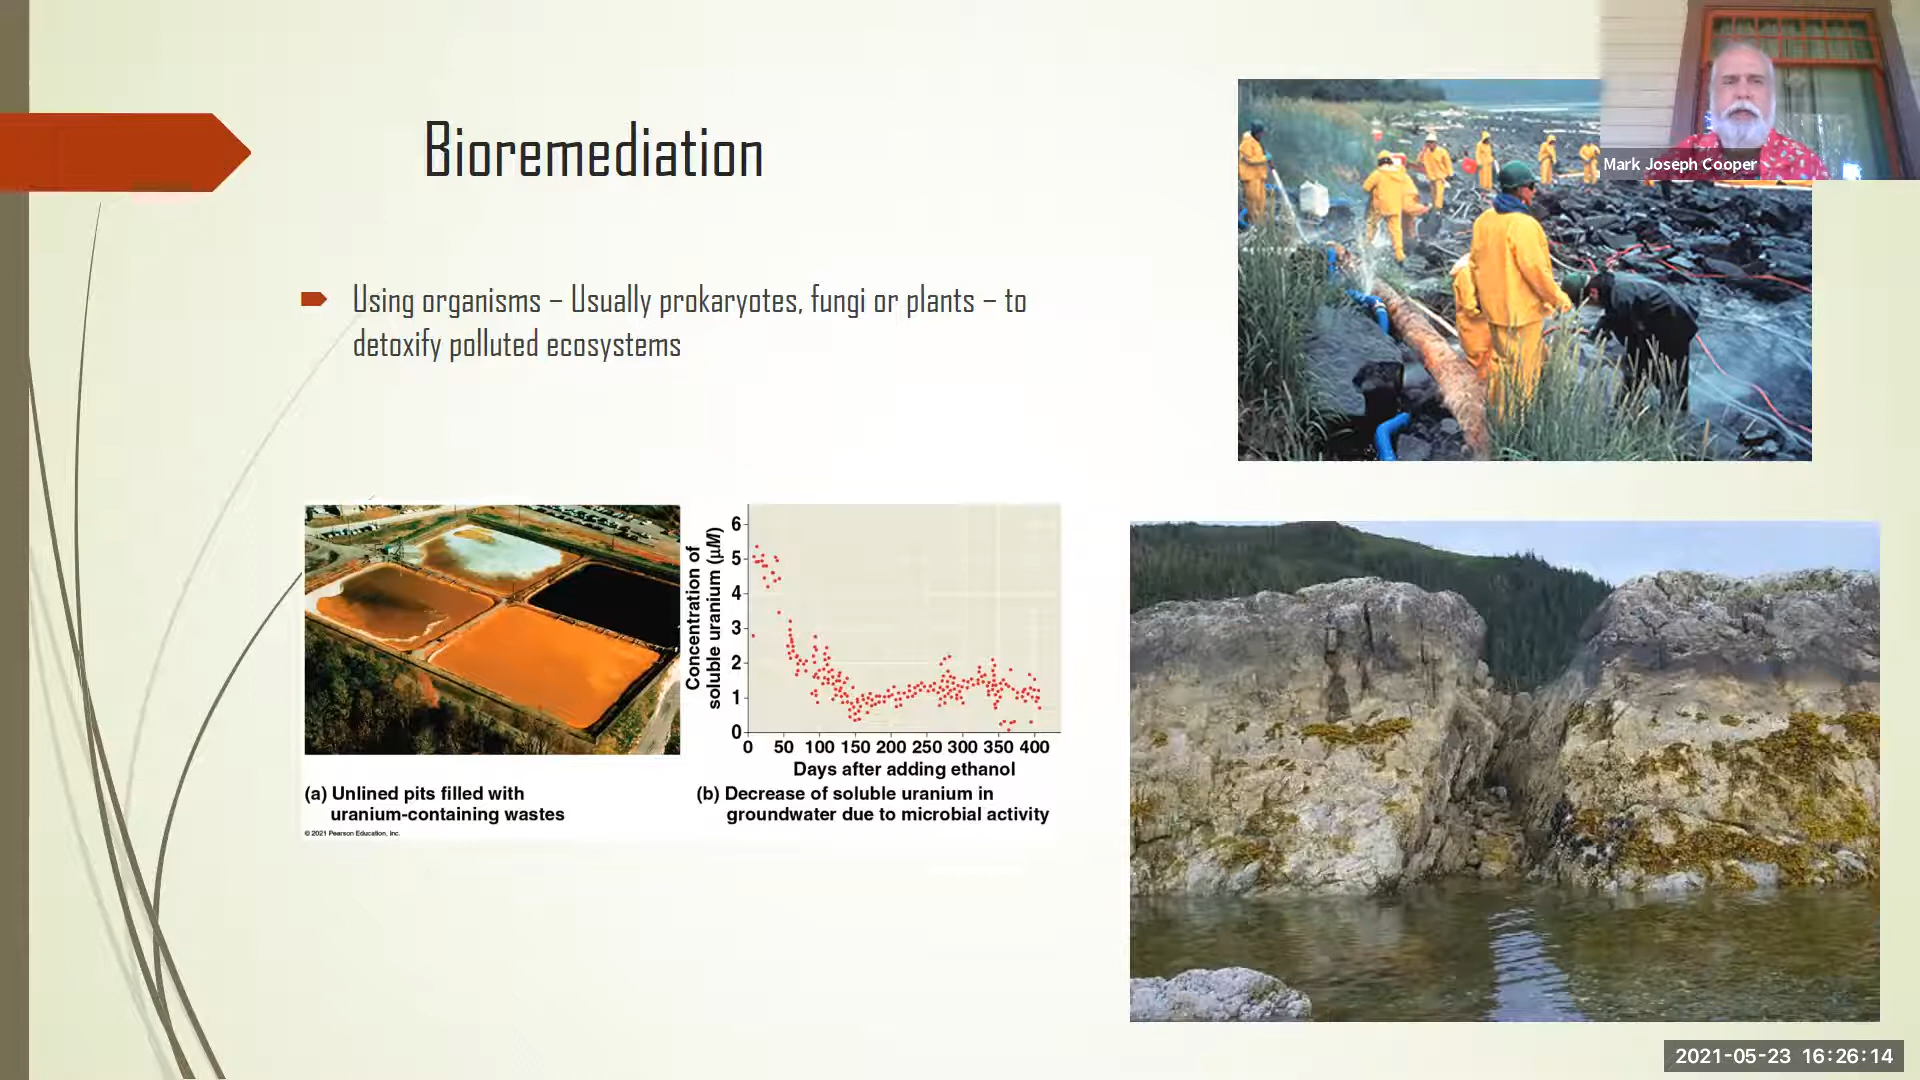 Bioremediation
Using organisms – Usually prokaryotes, fungi or plants – to
detoxify polluted ecosystems
Mark Joseph Cooper
Concentration of
soluble uranium (μM)
6
5
4
3
2
1
0
0 50 100 150 200 250 300 350 400
Days after adding ethanol
(a) Unlined pits filled with
uranium-containing wastes
(b) Decrease of soluble uranium in
groundwater due to microbial activity
© 2021 Pearson Education, Inc.
2021-05-23 16:26:14